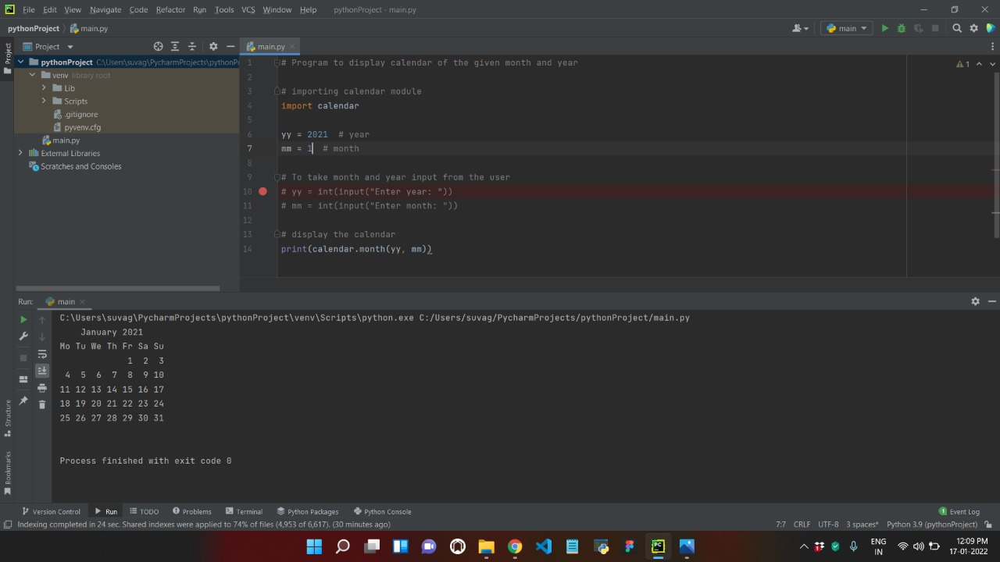 PC File Edit View Navigate Code Refactor Run Tools VCS Window Help pythonProject - main.py
pythonProject main.py main
Project Project main.py
pythonProject C:\Users\suvag\PycharmProjects\pythonP
venv library root
Lib
Scripts
.gitignore
pyvenv.cfg
main.py
External Libraries
Scratches and Consoles
1 # Program to display calendar of the given month and year
2
3 # importing calendar module
4 import calendar
5
6 yy = 2021 # year
7 mm = 1 # month
8
9 # To take month and year input from the user
10 # yy = int(input("Enter year: "))
11 # mm = int(input("Enter month: "))
12
13 # display the calendar
14 print(calendar.month(yy, mm))
1
Run: main
C:\Users\suvag\PycharmProjects\pythonProject\venv\Scripts\python.exe C:/Users/suvag/PycharmProjects/pythonProject/main.py
January 2021
Mo Tu We Th Fr Sa Su
1 2 3
4 5 6 7 8 9 10
11 12 13 14 15 16 17
18 19 20 21 22 23 24
25 26 27 28 29 30 31
Process finished with exit code 0
Structure
Bookmarks
Version Control Run TODO Problems Terminal Python Packages Python Console 1 Event Log
Indexing completed in 24 sec. Shared indexes were applied to 74% of files (4,953 of 6,617). (30 minutes ago) 7:7 CRLF UTF-8 3 spaces* Python 3.9 (pythonProject)
PC ENG 12:09 PM
IN 17-01-2022